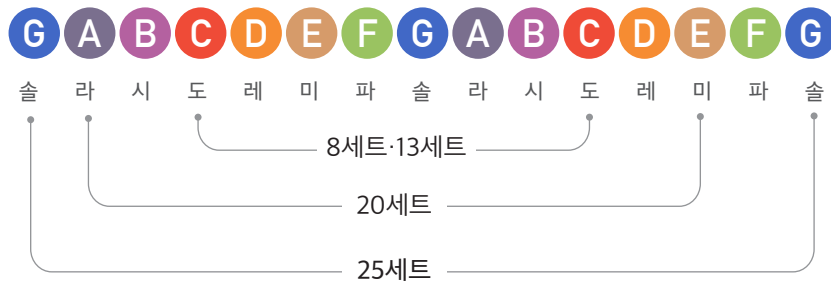 G A B C D E F G A B C D E F G
솔 라 시 도 레 미 파 솔 라 시 도 레 미 파 솔
8세트·13세트
20세트
25세트